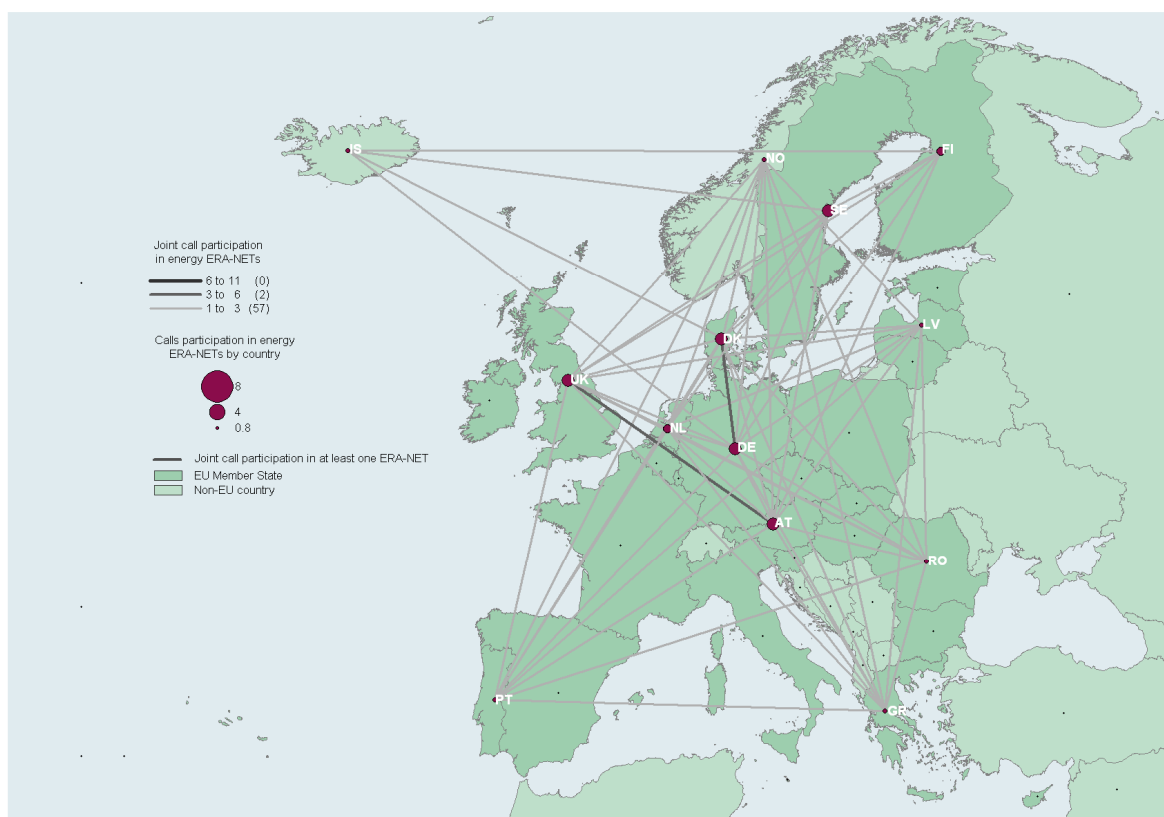 IS
NO
FI
SE
Joint call participation
in energy ERA-NETs
6 to 11 (0)
3 to 6 (2)
1 to 3 (57)
LV
DK
Calls participation in energy
ERA-NETs by country
8
4
0.8
UK
NL
DE
Joint call participation in at least one ERA-NET
EU Member State
Non-EU country
AT
RO
PT
GR